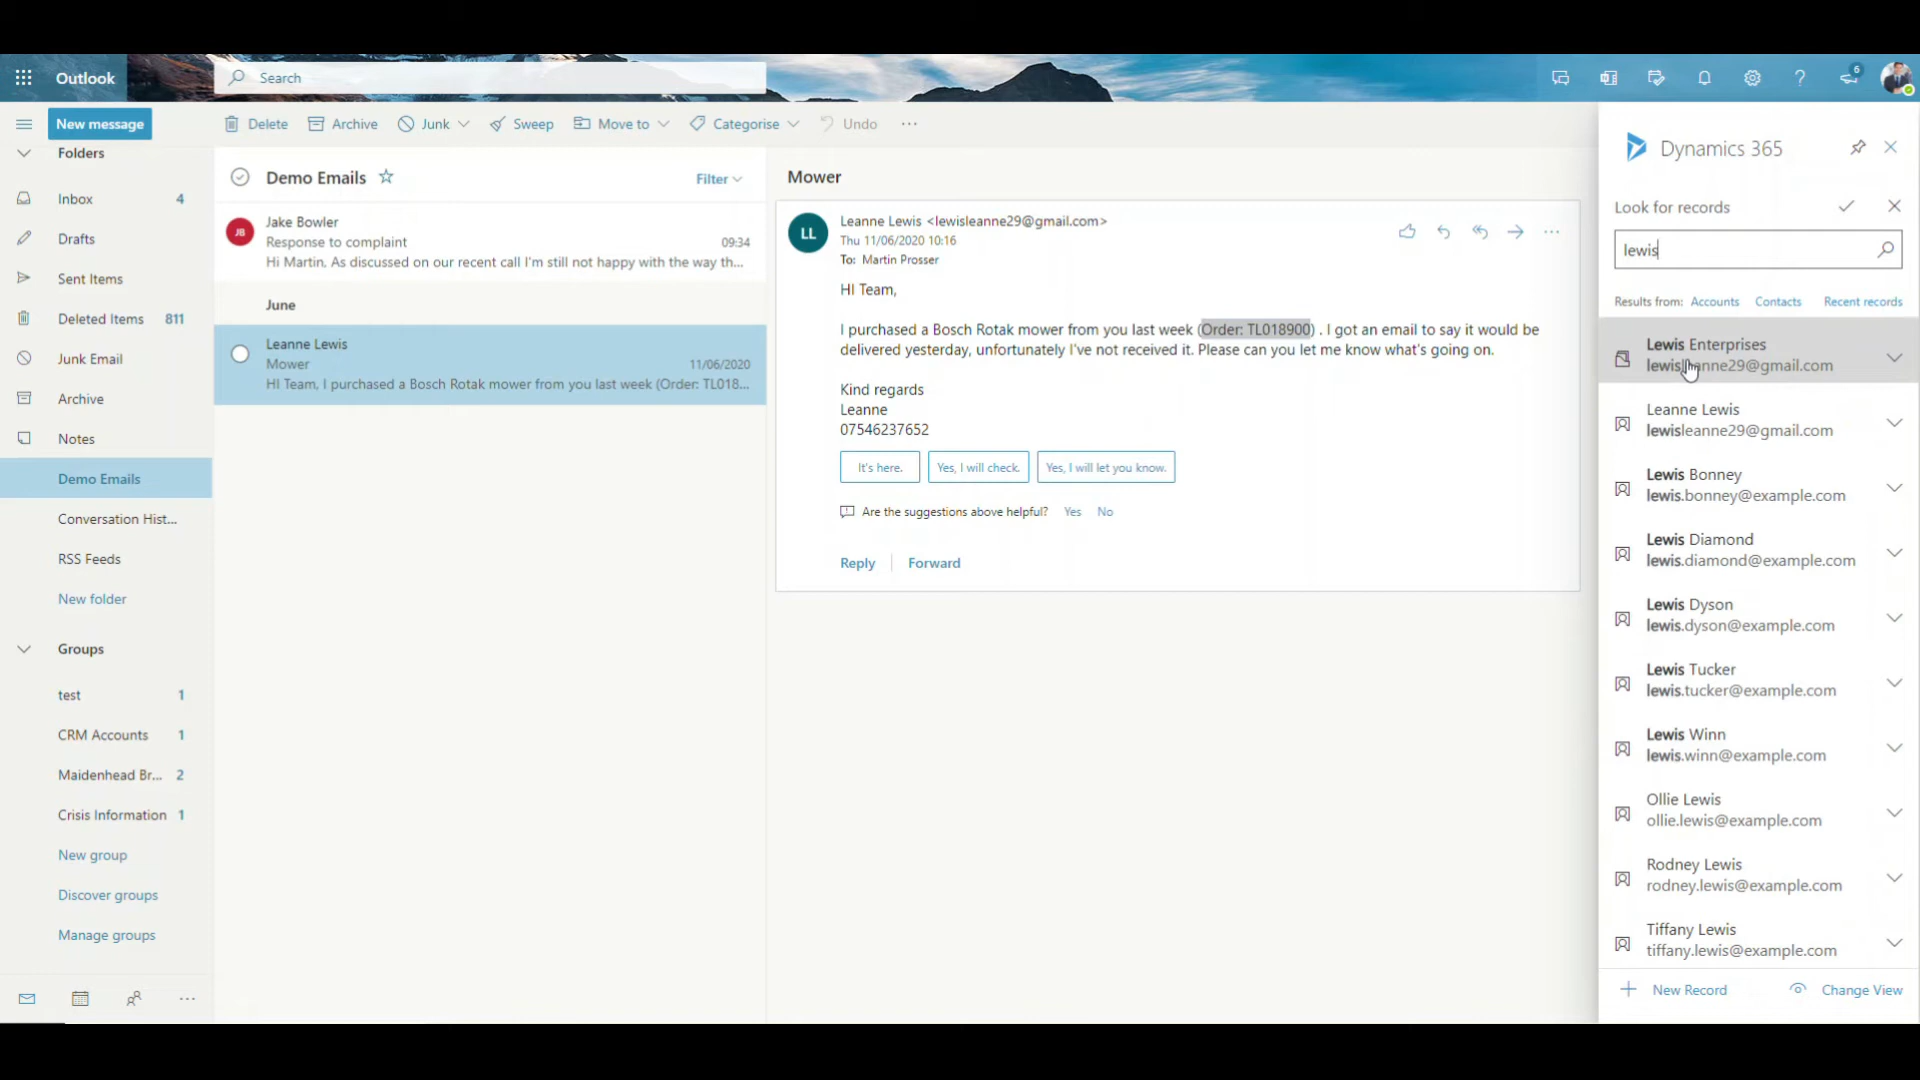 Outlook
Search
6
New message
Delete
Archive
Junk
Sweep
Move to
Categorise
Undo
Folders
Inbox 4
Drafts
Sent Items
Deleted Items 811
Junk Email
Archive
Notes
Demo Emails
Conversation Hist...
RSS Feeds
New folder
Groups
test 1
CRM Accounts 1
Maidenhead Br... 2
Crisis Information 1
New group
Discover groups
Manage groups
Demo Emails
Filter
JB
Jake Bowler
Response to complaint 09:34
Hi Martin, As discussed on our recent call I'm still not happy with the way th...
June
Leanne Lewis
Mower 11/06/2020
HI Team, I purchased a Bosch Rotak mower from you last week (Order: TL018...
Mower
LL
Leanne Lewis <lewisleanne29@gmail.com>
Thu 11/06/2020 10:16
To: Martin Prosser
HI Team,
I purchased a Bosch Rotak mower from you last week (Order: TL018900) . I got an email to say it would be
delivered yesterday, unfortunately I've not received it. Please can you let me know what's going on.
Kind regards
Leanne
07546237652
It's here.
Yes, I will check.
Yes, I will let you know.
Are the suggestions above helpful? Yes No
Reply
Forward
Dynamics 365
Look for records
lewis
Results from: Accounts Contacts Recent records
Lewis Enterprises
lewisleanne29@gmail.com
Leanne Lewis
lewisleanne29@gmail.com
Lewis Bonney
lewis.bonney@example.com
Lewis Diamond
lewis.diamond@example.com
Lewis Dyson
lewis.dyson@example.com
Lewis Tucker
lewis.tucker@example.com
Lewis Winn
lewis.winn@example.com
Ollie Lewis
ollie.lewis@example.com
Rodney Lewis
rodney.lewis@example.com
Tiffany Lewis
tiffany.lewis@example.com
New Record
Change View